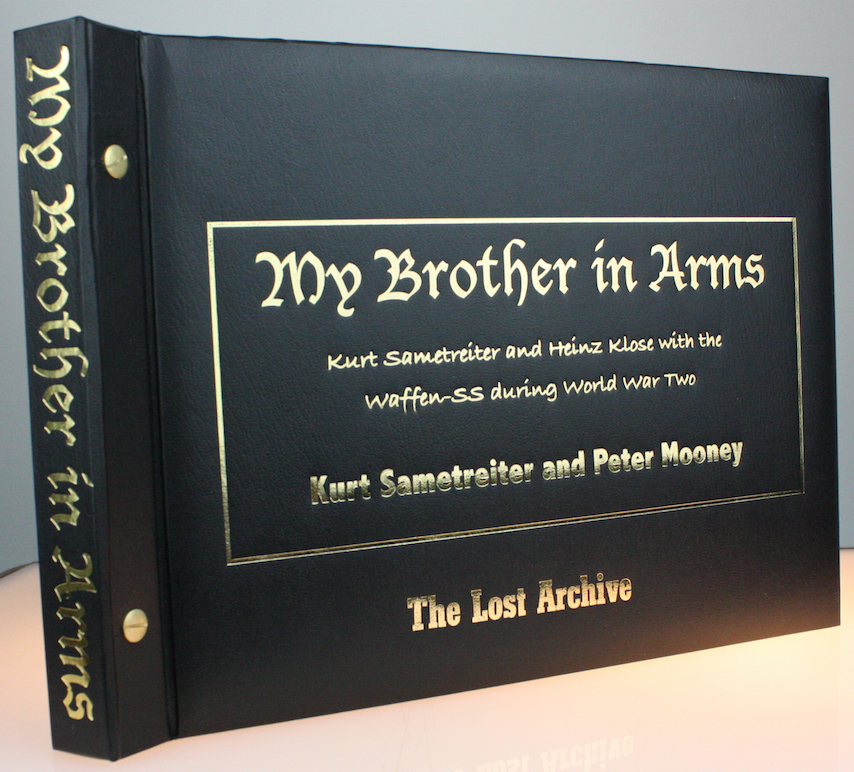 My Brother in Arms
My Brother in Arms
Kurt Sametreiter and Heinz Klose with the
Waffen-SS during World War Two
Kurt Sametreiter and Peter Mooney
The Lost Archive